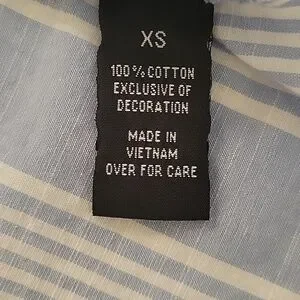 XS
100% COTTON
EXCLUSIVE OF
DECORATION
MADE IN
VIETNAM
OVER FOR CARE